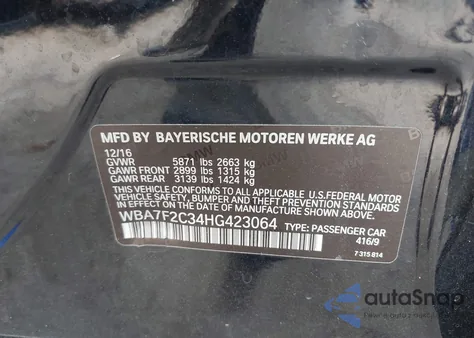 MFD BY BAYERISCHE MOTOREN WERKE AG
12/16
GVWR 5871 lbs 2663 kg
GAWR FRONT 2899 lbs 1315 kg
GAWR REAR 3139 lbs 1424 kg
THIS VEHICLE CONFORMS TO ALL APPLICABLE U.S. FEDERAL MOTOR
VEHICLE SAFETY, BUMPER, AND THEFT PREVENTION STANDARDS IN
EFFECT ON THE DATE OF MANUFACTURE SHOWN ABOVE.
WBA7F2C34HG423064 TYPE: PASSENGER CAR
416/9
7 315 814
autoSnap